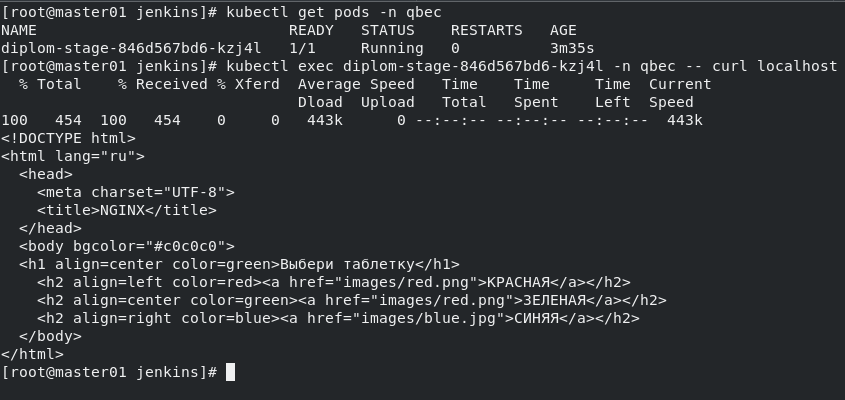 [root@master01 jenkins]# kubectl get pods -n qbec
NAME                            READY   STATUS    RESTARTS   AGE
diplom-stage-846d567bd6-kzj4l   1/1     Running   0          3m35s
[root@master01 jenkins]# kubectl exec diplom-stage-846d567bd6-kzj4l -n qbec -- curl localhost
  % Total    % Received % Xferd  Average Speed   Time    Time     Time  Current
                                 Dload  Upload   Total   Spent    Left  Speed
100   454  100   454    0     0   443k      0 --:--:-- --:--:-- --:--:--  443k
<!DOCTYPE html>
<html lang="ru">
  <head>
    <meta charset="UTF-8">
    <title>NGINX</title>
  </head>
  <body bgcolor="#c0c0c0">
  <h1 align=center color=green>Выбери таблетку</h1>
    <h2 align=left color=red><a href="images/red.png">КРАСНАЯ</a></h2>
    <h2 align=center color=green><a href="images/red.png">ЗЕЛЕНАЯ</a></h2>
    <h2 align=right color=blue><a href="images/blue.jpg">СИНЯЯ</a></h2>
  </body>
</html>
[root@master01 jenkins]#